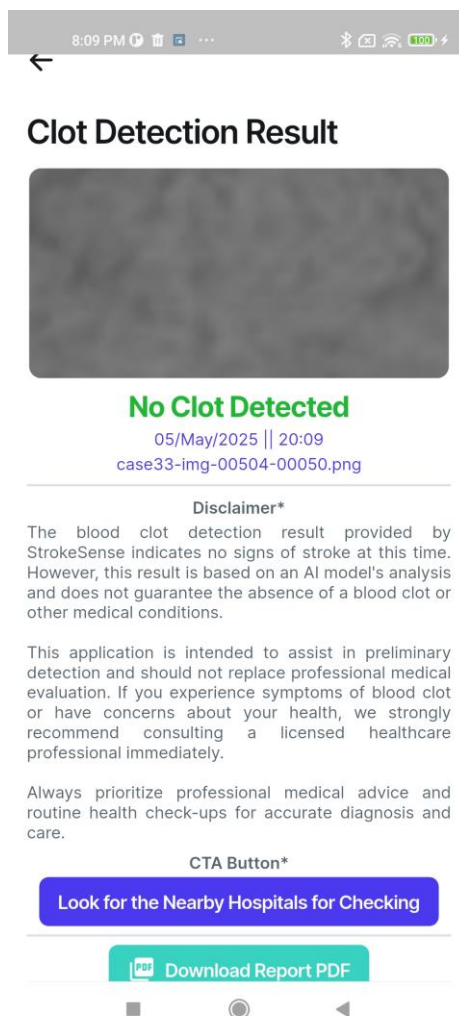 8:09 PM
100
Clot Detection Result
No Clot Detected
05/May/2025 || 20:09
case33-img-00504-00050.png
Disclaimer*
The blood clot detection result provided by
StrokeSense indicates no signs of stroke at this time.
However, this result is based on an AI model's analysis
and does not guarantee the absence of a blood clot or
other medical conditions.
This application is intended to assist in preliminary
detection and should not replace professional medical
evaluation. If you experience symptoms of blood clot
or have concerns about your health, we strongly
recommend consulting a licensed healthcare
professional immediately.
Always prioritize professional medical advice and
routine health check-ups for accurate diagnosis and
care.
CTA Button*
Look for the Nearby Hospitals for Checking
PDF Download Report PDF